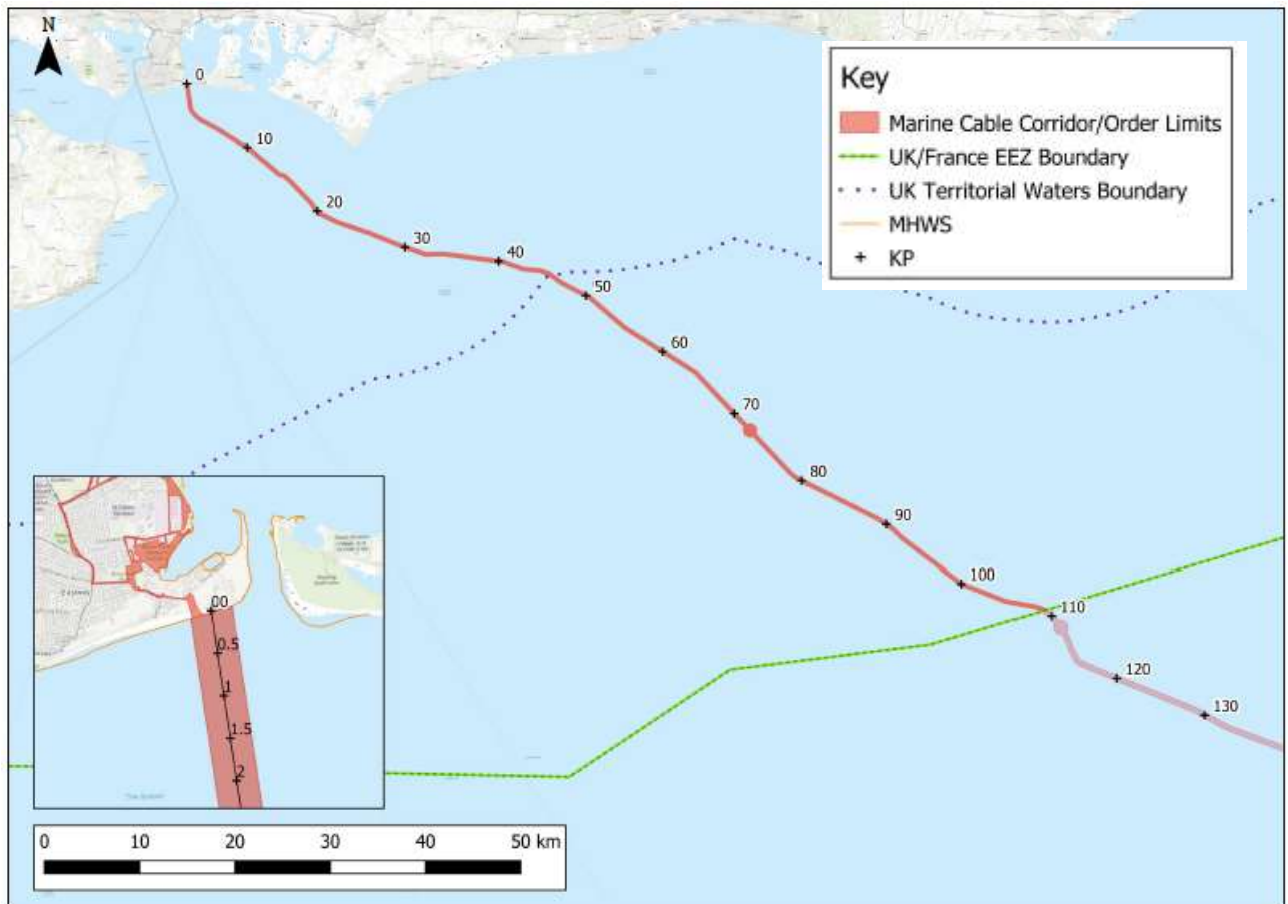 N
0
10
20
30
40
50
60
70
80
90
100
110
120
130
Key
Marine Cable Corridor/Order Limits
UK/France EEZ Boundary
UK Territorial Waters Boundary
MHWS
KP
00
0.5
1
1.5
2
0 10 20 30 40 50 km